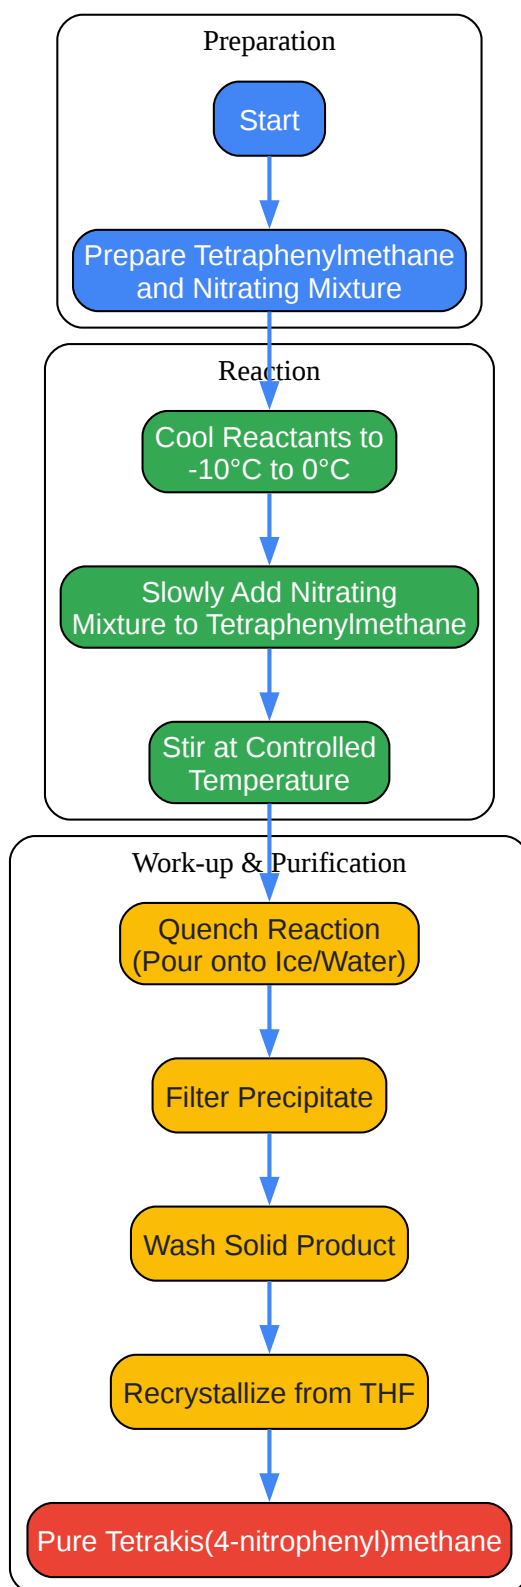 Preparation
Start
Prepare Tetraphenylmethane
and Nitrating Mixture
Reaction
Cool Reactants to
-10°C to 0°C
Slowly Add Nitrating
Mixture to Tetraphenylmethane
Stir at Controlled
Temperature
Work-up & Purification
Quench Reaction
(Pour onto Ice/Water)
Filter Precipitate
Wash Solid Product
Recrystallize from THF
Pure Tetrakis(4-nitrophenyl)methane